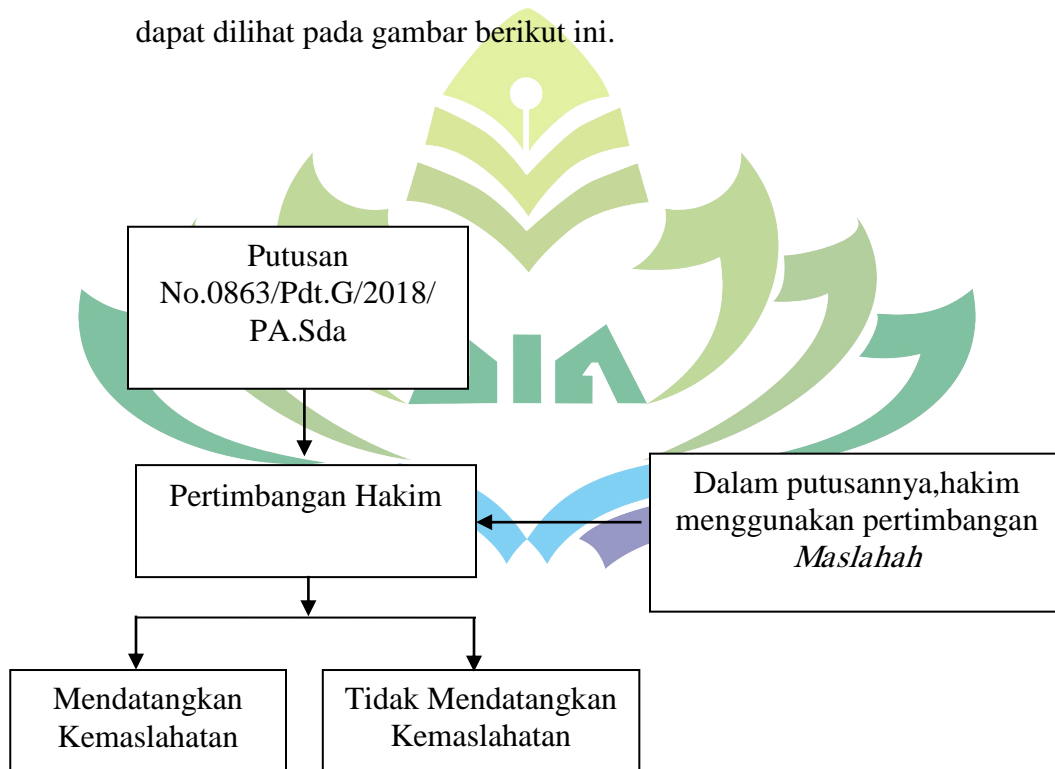 dapat dilihat pada gambar berikut ini.
Putusan
No.0863/Pdt.G/2018/
PA.Sda
Pertimbangan Hakim
Dalam putusannya,hakim
menggunakan pertimbangan
Maslahah
Mendatangkan
Kemaslahatan
Tidak Mendatangkan
Kemaslahatan